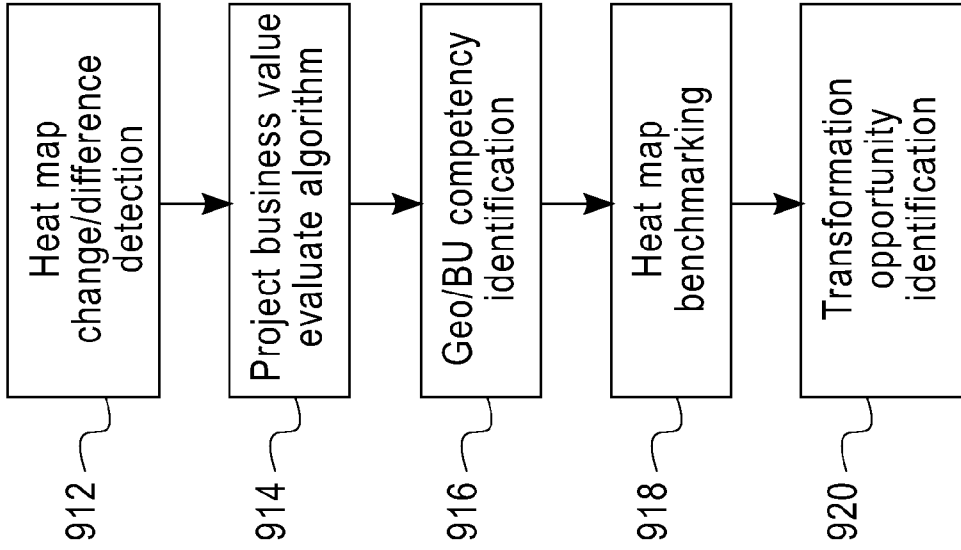 Heat map
change/difference
detection
912
Project business value
evaluate algorithm
914
Geo/BU competency
identification
916
Heat map
benchmarking
918
Transformation
opportunity
identification
920